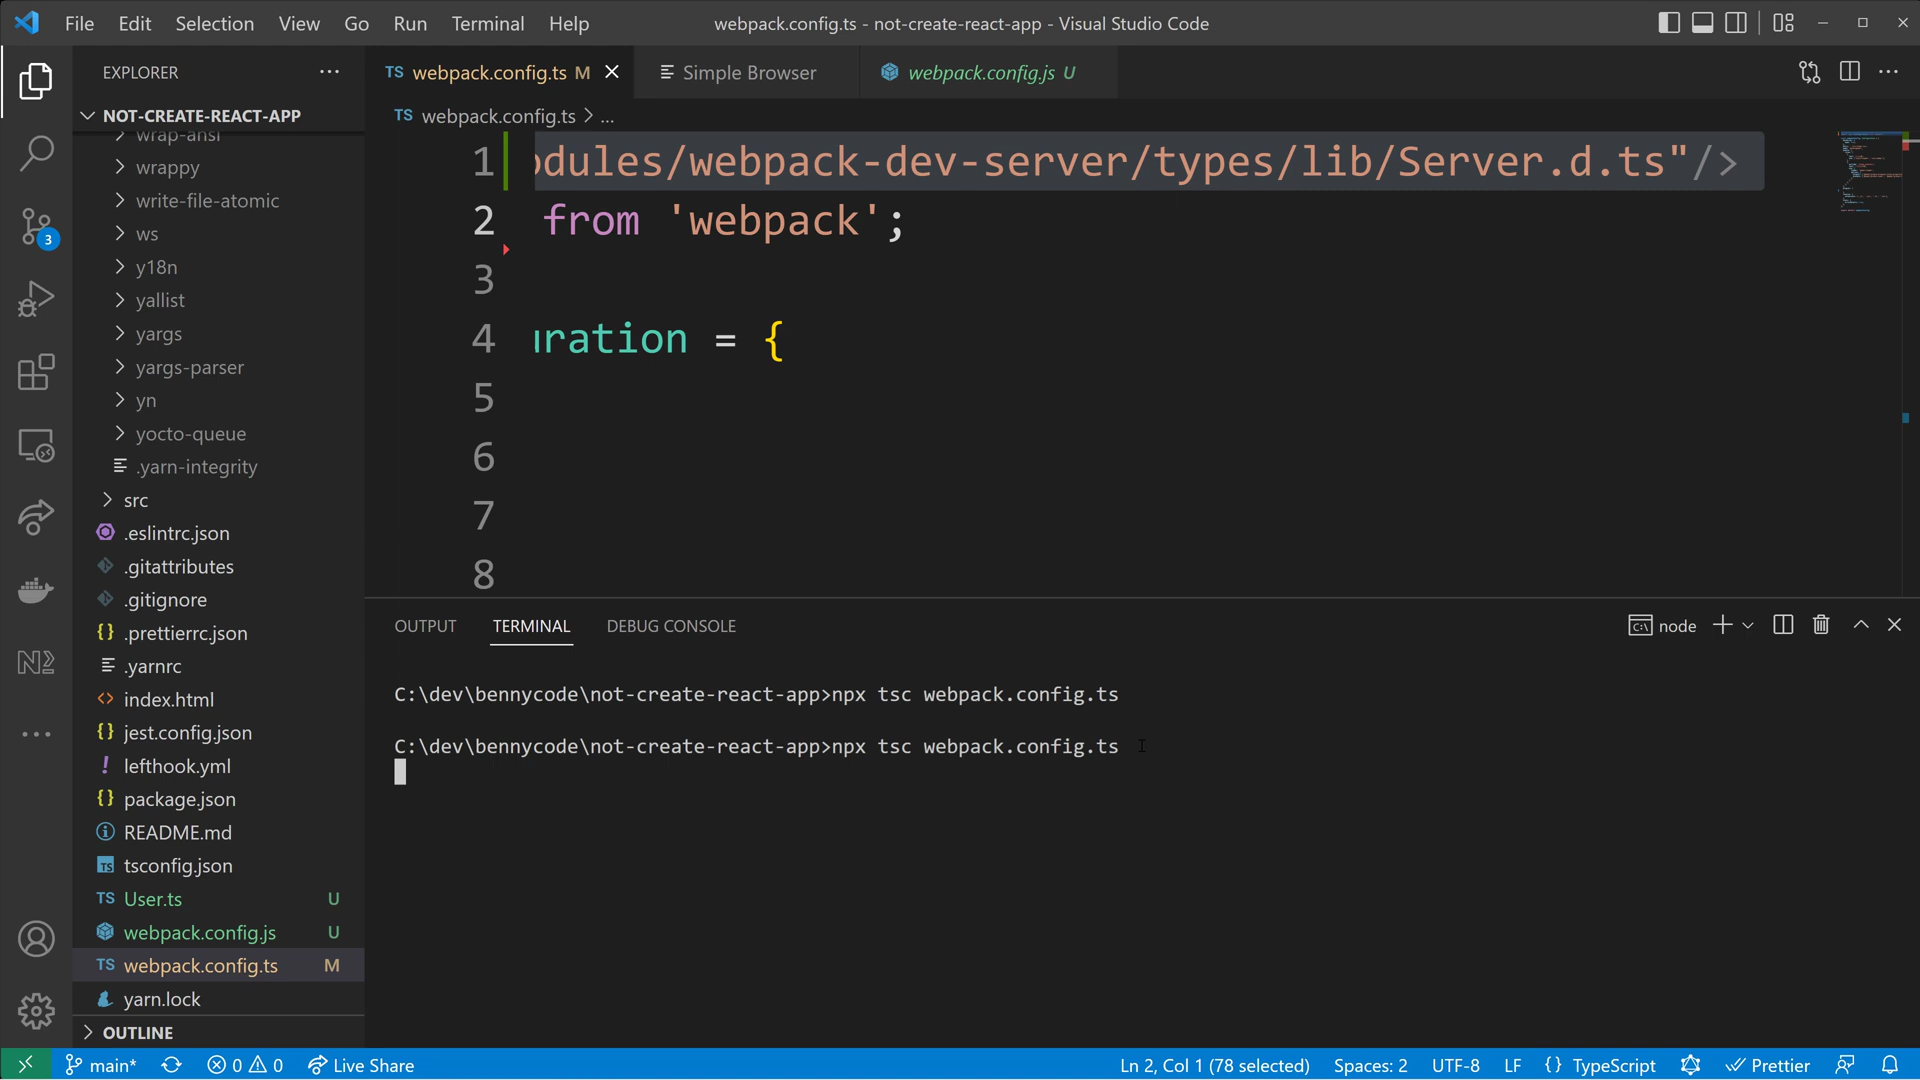 File Edit Selection View Go Run Terminal Help
webpack.config.ts - not-create-react-app - Visual Studio Code
EXPLORER
TS webpack.config.ts M
Simple Browser
webpack.config.js U
NOT-CREATE-REACT-APP
TS webpack.config.ts > ...
wrap-ansi
wrappy
write-file-atomic
ws
y18n
yallist
yargs
yargs-parser
yn
yocto-queue
.yarn-integrity
src
.eslintrc.json
.gitattributes
.gitignore
.prettierrc.json
.yarnrc
index.html
jest.config.json
lefthook.yml
package.json
README.md
TS tsconfig.json
TS User.ts U
webpack.config.js U
TS webpack.config.ts M
yarn.lock
OUTLINE
3
1 odules/webpack-dev-server/types/lib/Server.d.ts"/>
2 from 'webpack';
3
4 uration = {
5
6
7
8
OUTPUT TERMINAL DEBUG CONSOLE
node
C:\dev\bennycode\not-create-react-app>npx tsc webpack.config.ts
C:\dev\bennycode\not-create-react-app>npx tsc webpack.config.ts
main* 0 0 Live Share
Ln 2, Col 1 (78 selected) Spaces: 2 UTF-8 LF {} TypeScript Prettier